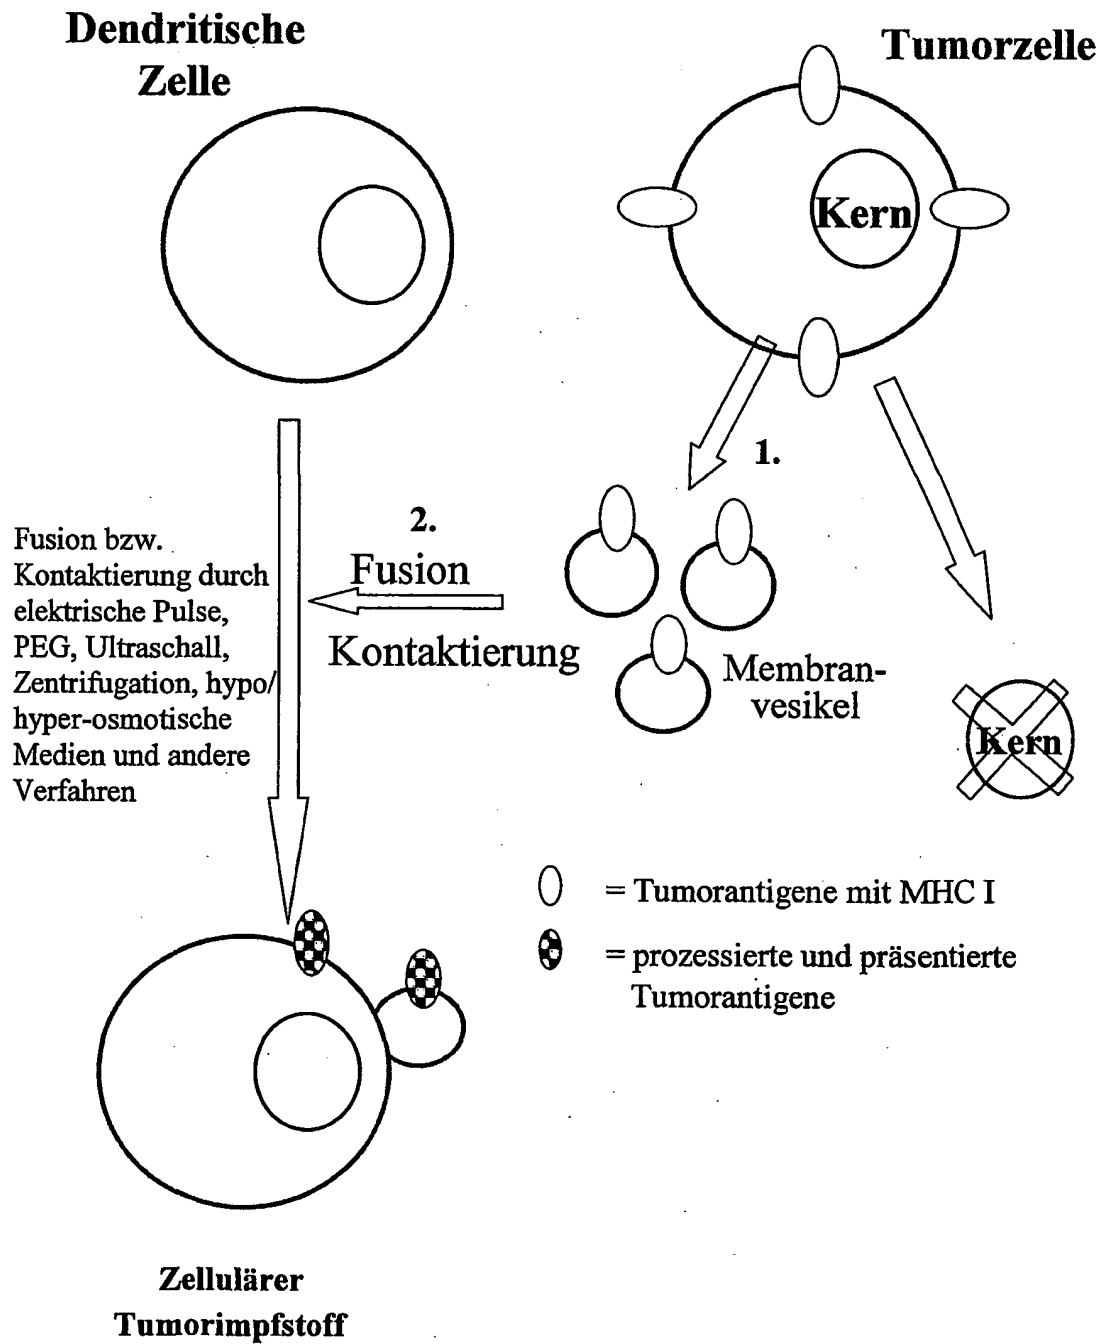 Dendritische
Zelle
Tumorzelle
Kern
1.
2.
Fusion
Kontaktierung
Fusion bzw.
Kontaktierung durch
elektrische Pulse,
PEG, Ultraschall,
Zentrifugation, hypo/
hyper-osmotische
Medien und andere
Verfahren
Membran-
vesikel
Kern
= Tumorantigene mit MHC I
= prozessierte und präsentierte
Tumorantigene
Zellulärer
Tumorimpfstoff